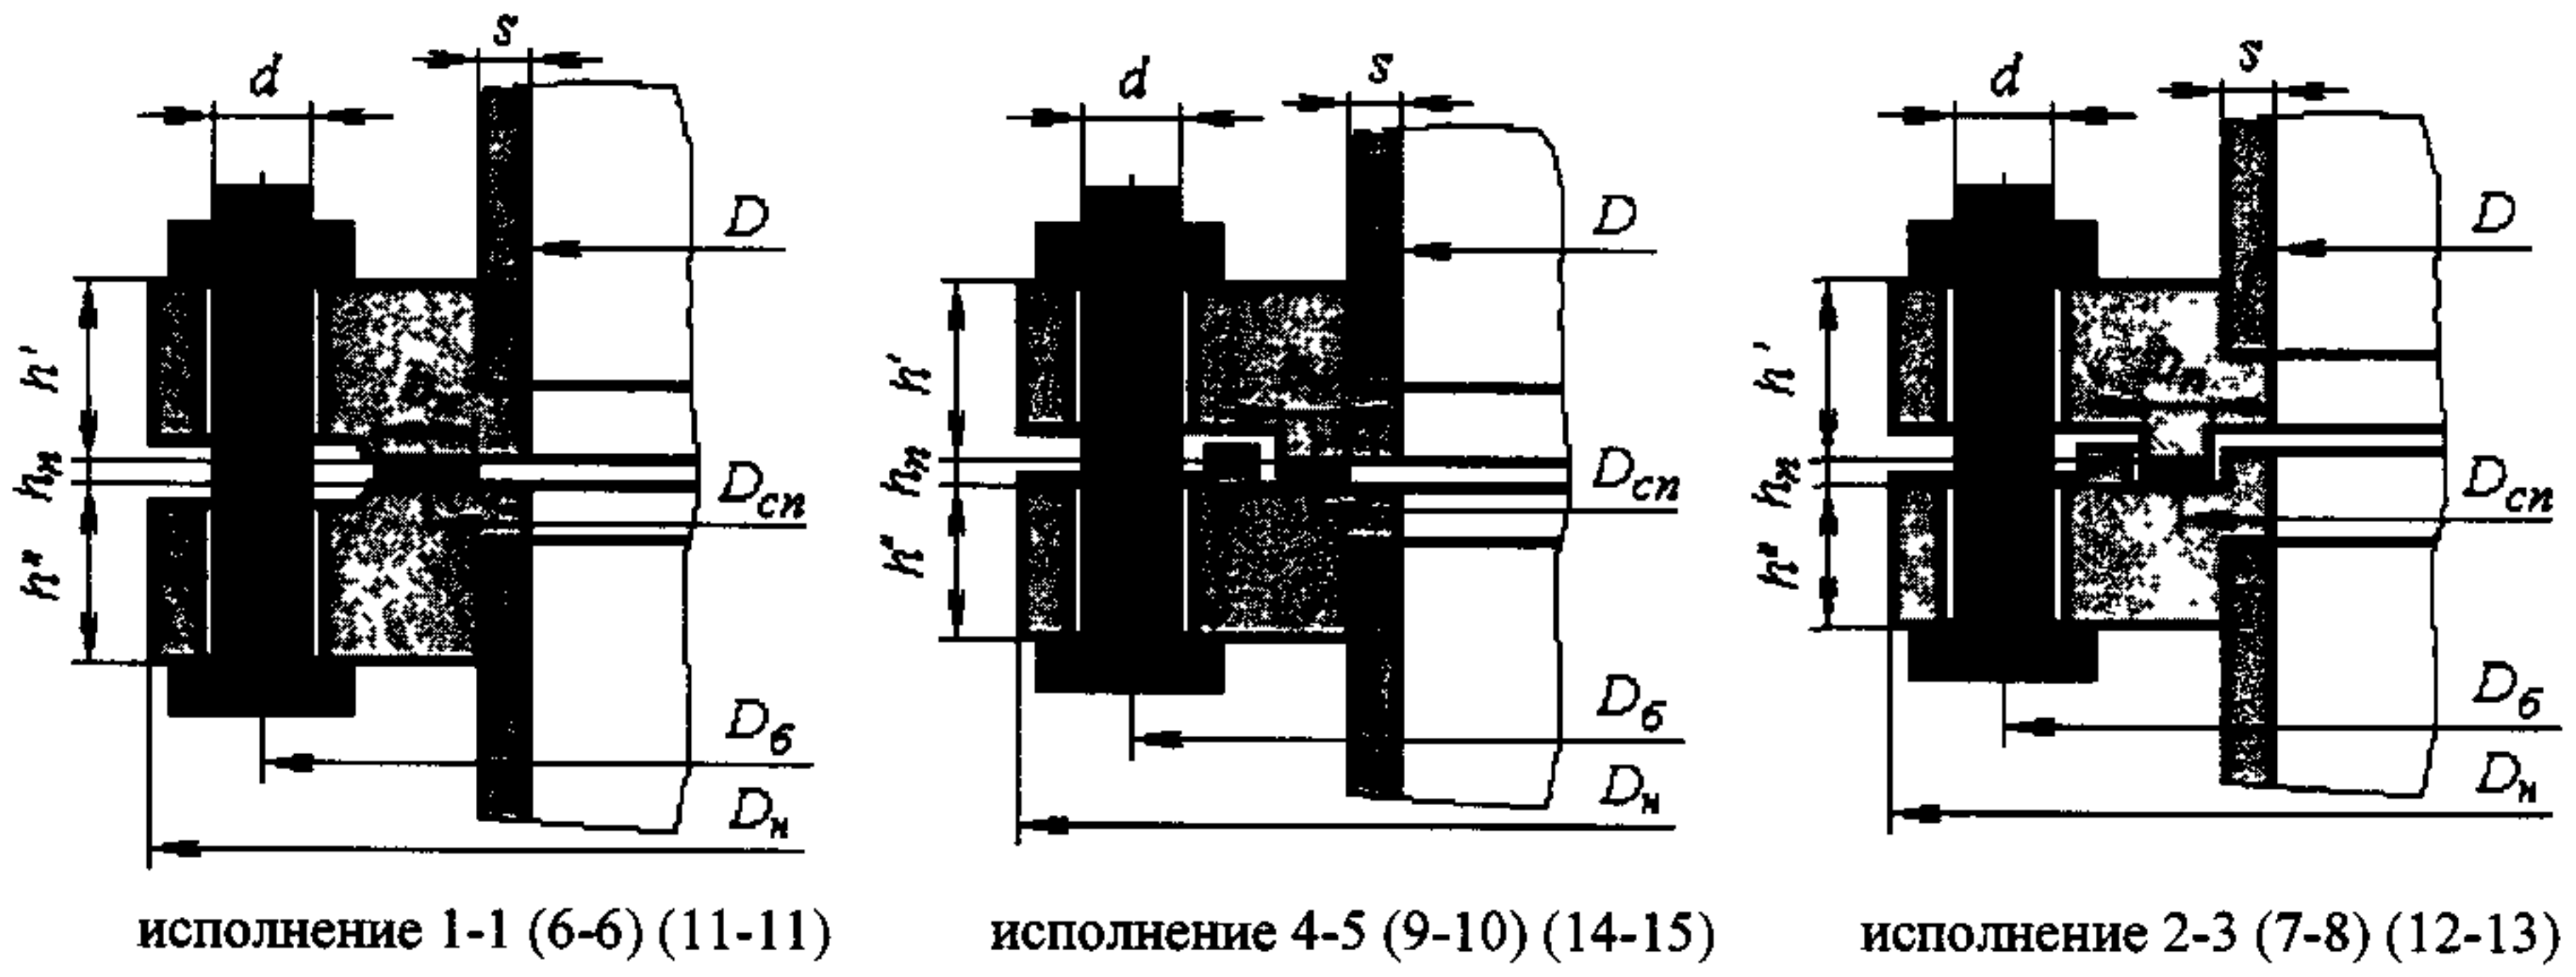 s
d
D
h'
hп
h"
Dсп
Dб
Dн
исполнение 1-1 (6-6) (11-11)
s
d
D
h'
hп
h"
Dсп
Dб
Dн
исполнение 4-5 (9-10) (14-15)
s
d
D
h'
hп
h"
Dсп
Dб
Dн
исполнение 2-3 (7-8) (12-13)